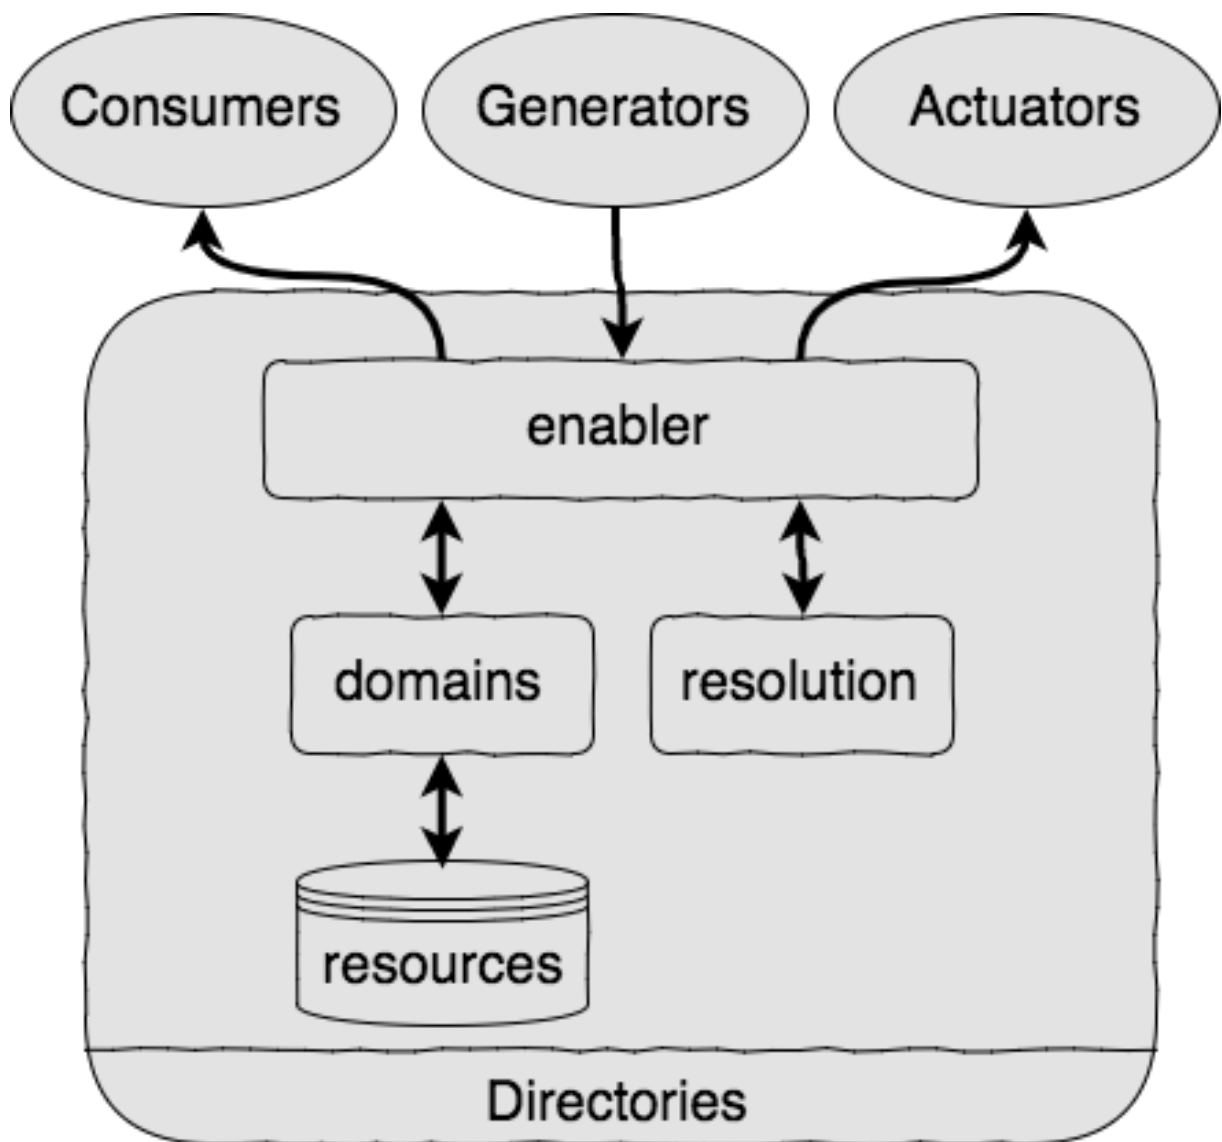 Consumers
Generators
Actuators
enabler
domains
resolution
resources
Directories